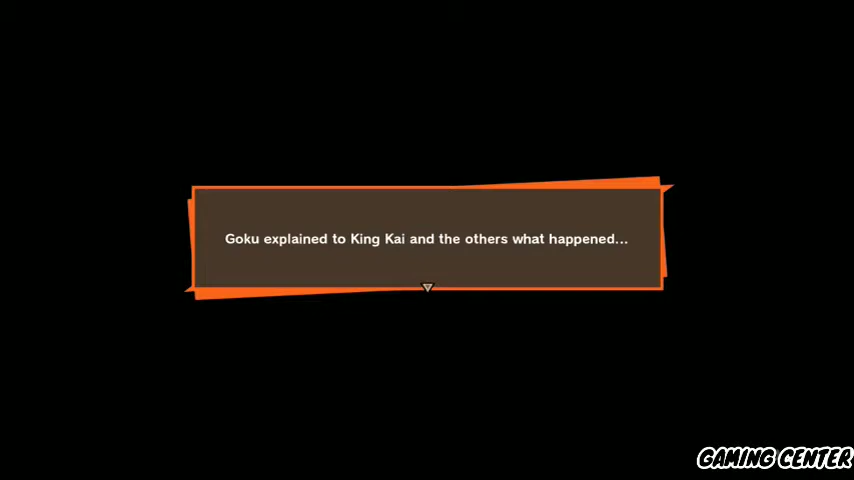 Goku explained to King Kai and the others what happened...
GAMING CENTER